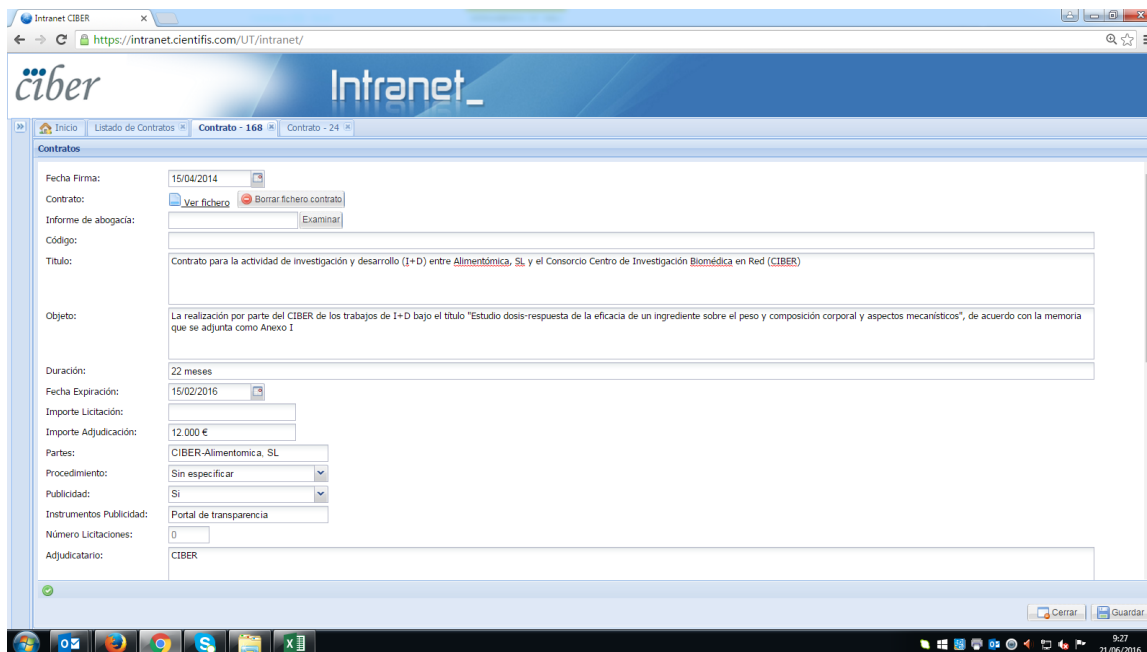 Intranet CIBER
https://intranet.cientifis.com/UT/intranet/
ciber Intranet_
Inicio Listado de Contratos Contrato - 168 Contrato - 24
Contratos
Fecha Firma: 15/04/2014
Contrato: Ver fichero Borrar fichero contrato
Informe de abogacía: Examinar
Código:
Titulo: Contrato para la actividad de investigación y desarrollo (I+D) entre Alimentómica, SL y el Consorcio Centro de Investigación Biomédica en Red (CIBER)
Objeto: La realización por parte del CIBER de los trabajos de I+D bajo el título "Estudio dosis-respuesta de la eficacia de un ingrediente sobre el peso y composición corporal y aspectos mecanísticos", de acuerdo con la memoria
que se adjunta como Anexo I
Duración: 22 meses
Fecha Expiración: 15/02/2016
Importe Licitación:
Importe Adjudicación: 12.000 €
Partes: CIBER-Alimentomica, SL
Procedimiento: Sin especificar
Publicidad: Si
Instrumentos Publicidad: Portal de transparencia
Número Licitaciones: 0
Adjudicatario: CIBER
Cerrar Guardar
9:27
21/06/2016